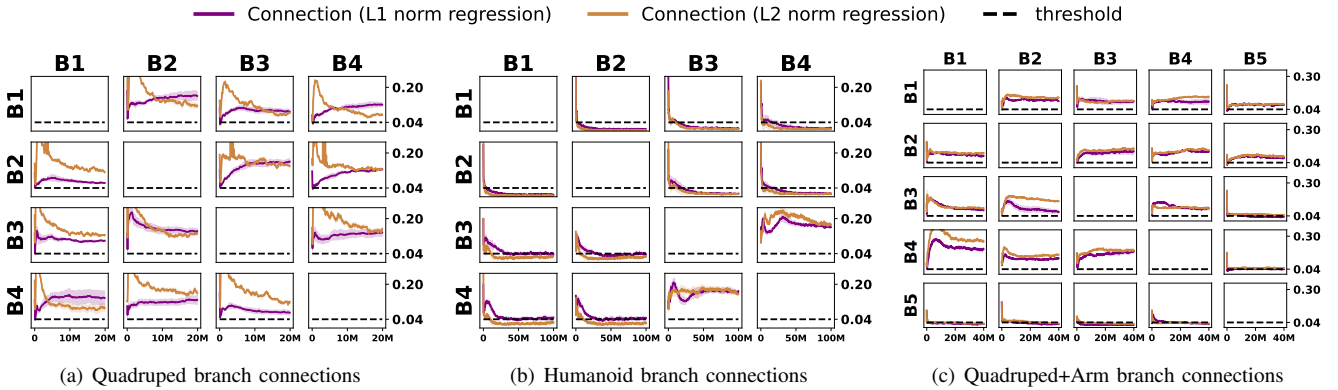 Connection (L1 norm regression) Connection (L2 norm regression) threshold
B1 B2 B3 B4
B1 0.20 0.04
B2 0.20 0.04
B3 0.20 0.04
B4 0.20 0.04
0 10M 20M 0 10M 20M 0 10M 20M 0 10M 20M
(a) Quadruped branch connections
B1 B2 B3 B4
B1 0.20 0.04
B2 0.20 0.04
B3 0.20 0.04
B4 0.20 0.04
0 50M 100M 0 50M 100M 0 50M 100M 0 50M 100M
(b) Humanoid branch connections
B1 B2 B3 B4 B5
B1 0.30 0.04
B2 0.30 0.04
B3 0.30 0.04
B4 0.30 0.04
B5 0.30 0.04
0 20M 40M 0 20M 40M 0 20M 40M 0 20M 40M 0 20M 40M
(c) Quadruped+Arm branch connections